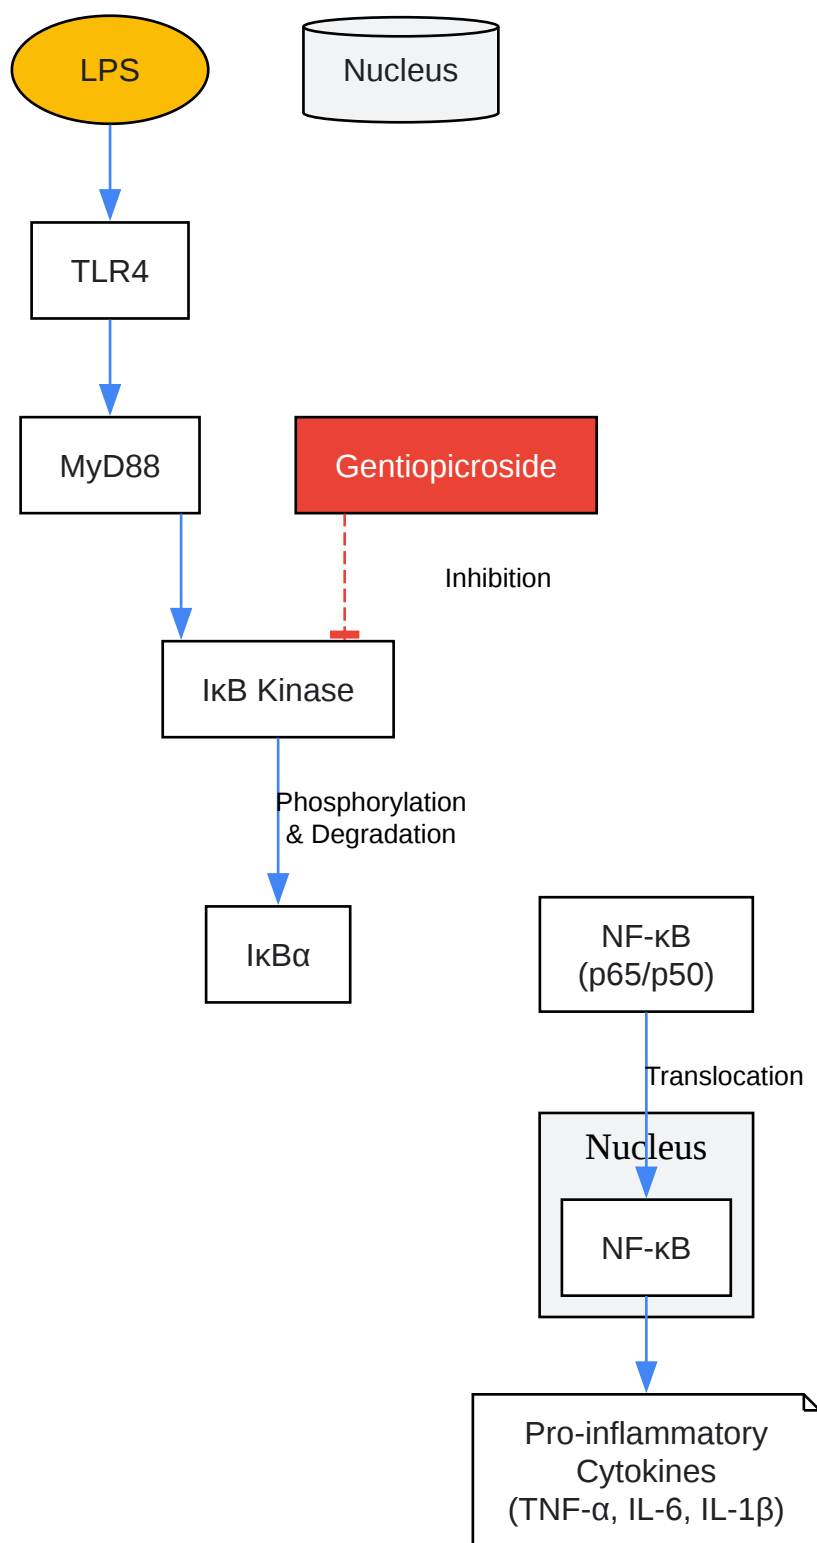 LPS
Nucleus
TLR4
MyD88
Gentiopicroside
Inhibition
IκB Kinase
Phosphorylation
& Degradation
IκBα
NF-κB
(p65/p50)
Translocation
Nucleus
NF-κB
Pro-inflammatory
Cytokines
(TNF-α, IL-6, IL-1β)